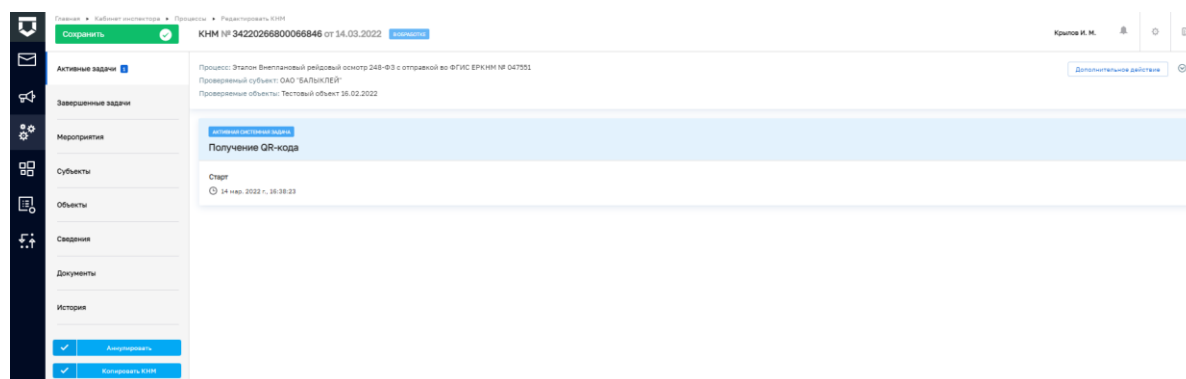 Главная • Кабинет инспектора • Процессы • Редактировать КНМ
Сохранить
КНМ № 34220266800066846 от 14.03.2022
Крылов И. М.
Активные задачи 1
Завершенные задачи
Мероприятия
Субъекты
Объекты
Сведения
Документы
История
Аннулировать
Копировать КНМ
Процесс: Эталон Внеплановый рейдовый осмотр 248-ФЗ с отправкой во ФГИС ЕРКНМ № 047551
Проверяемый субъект: ОАО "БАЛЫКЛЕЙ"
Проверяемые объекты: Тестовый объект 16.02.2022
Дополнительное действие
АКТИВНАЯ СИСТЕМНАЯ ЗАДАЧА
Получение QR-кода
Старт
14 мар. 2022 г., 16:38:23